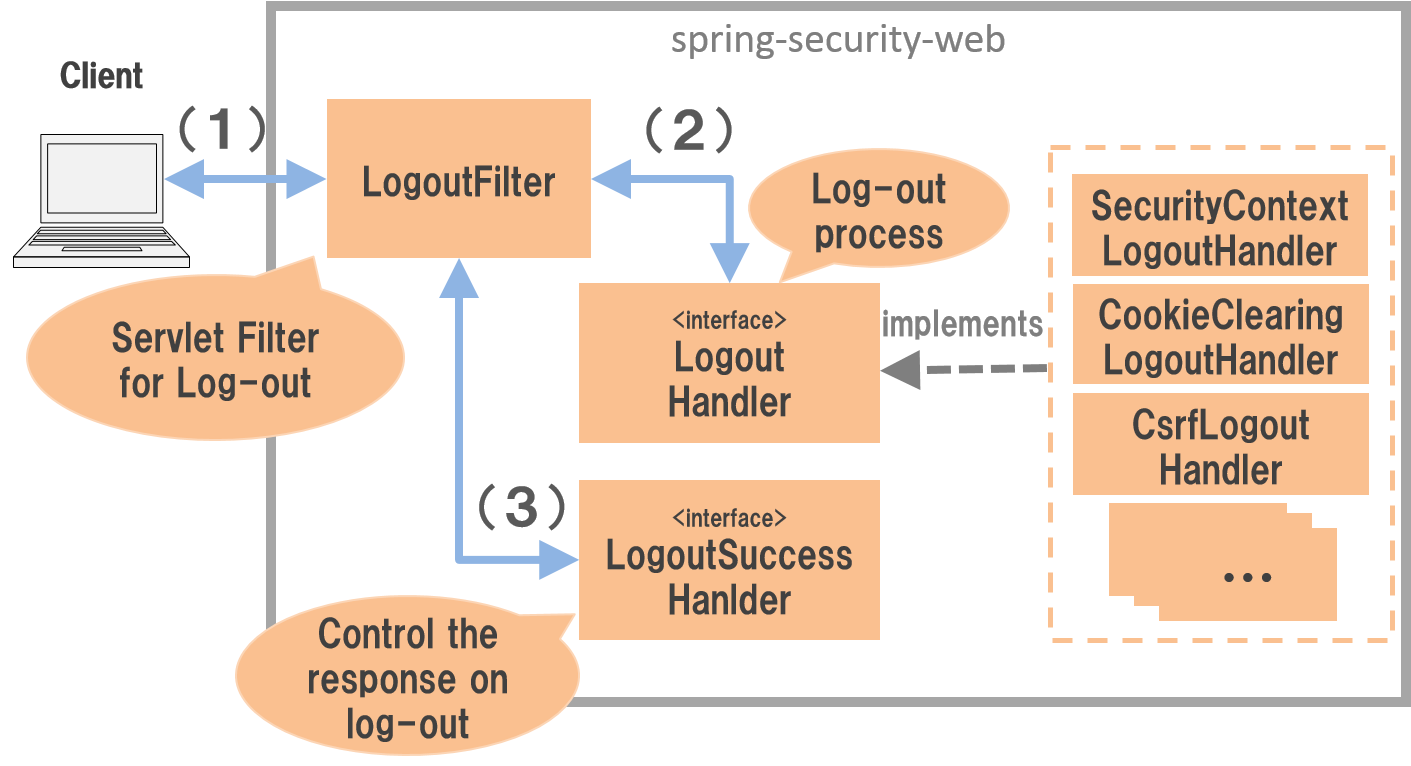 spring-security-web
Client
(1)
LogoutFilter
(2)
Log-out
process
Servlet Filter
for Log-out
<interface>
Logout
Handler
implements
SecurityContext
LogoutHandler
CookieClearing
LogoutHandler
CsrfLogout
Handler
...
(3)
<interface>
LogoutSuccess
Hanlder
Control the
response on
log-out